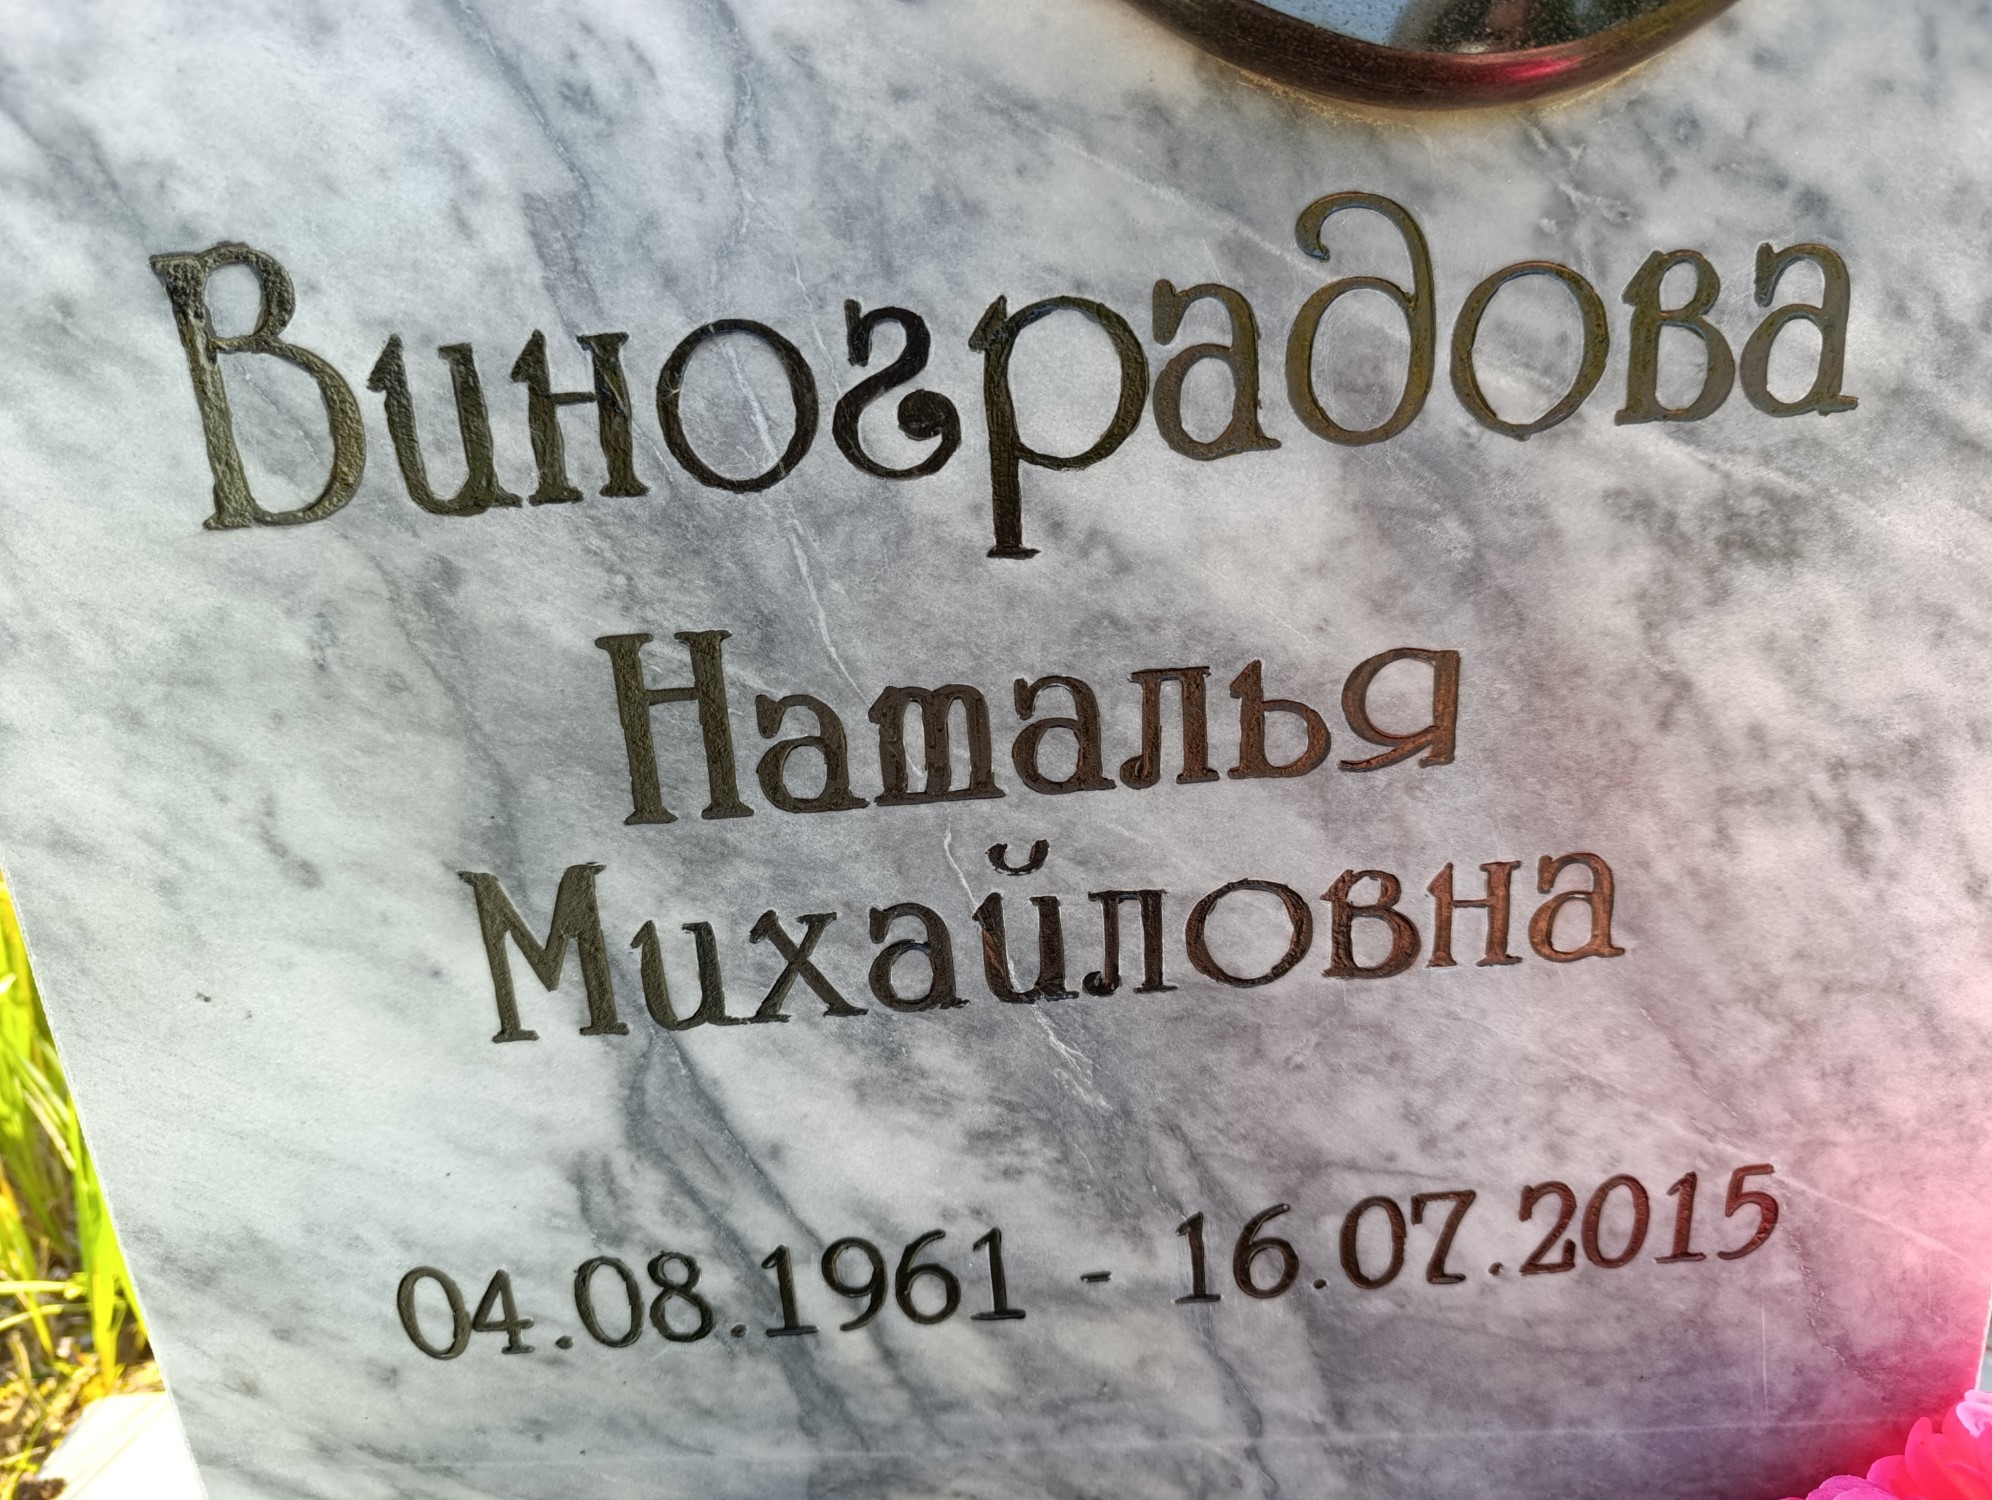 Виноградова
Наталья
Михайловна
04.08.1961 - 16.07.2015